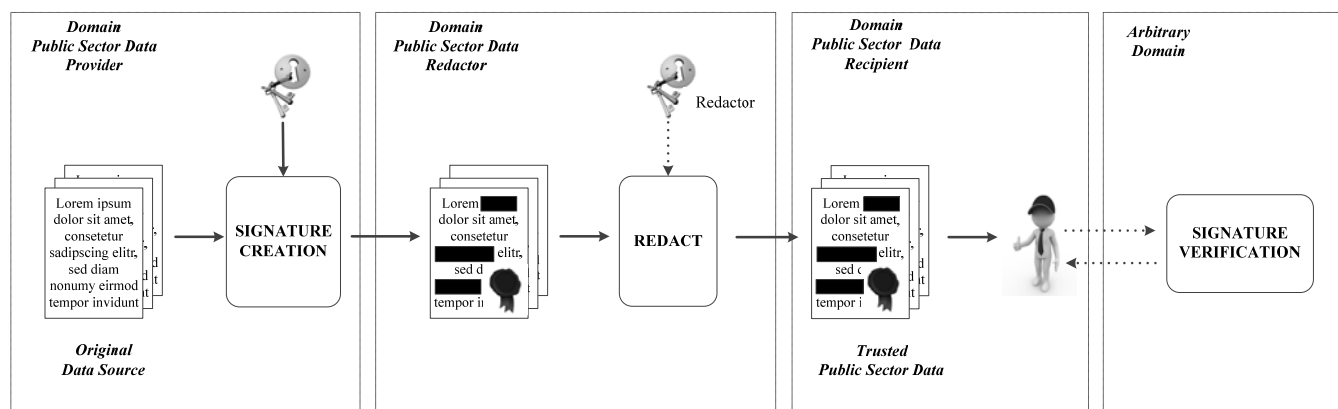 Domain
Public Sector Data
Provider
Lorem ipsum
dolor sit amet,
consetetur
sadipscing elitr,
sed diam
nonumy eirmod
tempor invidunt
Original
Data Source
SIGNATURE
CREATION
Domain
Public Sector Data
Redactor
Lorem
dolor sit amet,
consetetur
elitr,
sed d
tempor in
Redactor
REDACT
Domain
Public Sector Data
Recipient
Lorem
dolor sit amet,
consetetur
elitr,
sed d
tempor in
Trusted
Public Sector Data
Arbitrary
Domain
SIGNATURE
VERIFICATION